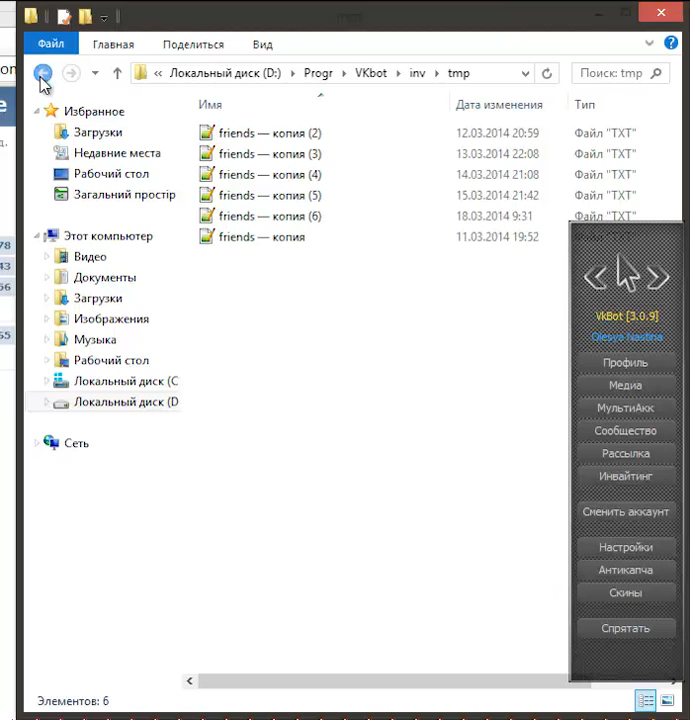 Файл Главная Поделиться Вид
« Локальный диск (D:) Progr VKbot inv tmp Поиск: tmp
Имя Дата изменения Тип
Избранное
Загрузки
Недавние места
Рабочий стол
Загальний простір
Этот компьютер
Видео
Документы
Загрузки
Изображения
Музыка
Рабочий стол
Локальный диск (C
Локальный диск (D
Сеть
friends — копия (2) 12.03.2014 20:59 Файл "TXT"
friends — копия (3) 13.03.2014 22:08 Файл "TXT"
friends — копия (4) 14.03.2014 21:08 Файл "TXT"
friends — копия (5) 15.03.2014 21:42 Файл "TXT"
friends — копия (6) 18.03.2014 9:31 Файл "TXT"
friends — копия 11.03.2014 19:52
VkBot [3.0.9]
Olesya Nastina
Профиль
Медиа
МультиАкк
Сообщество
Рассылка
Инвайтинг
Сменить аккаунт
Настройки
Антикапча
Скины
Спрятать
Элементов: 6